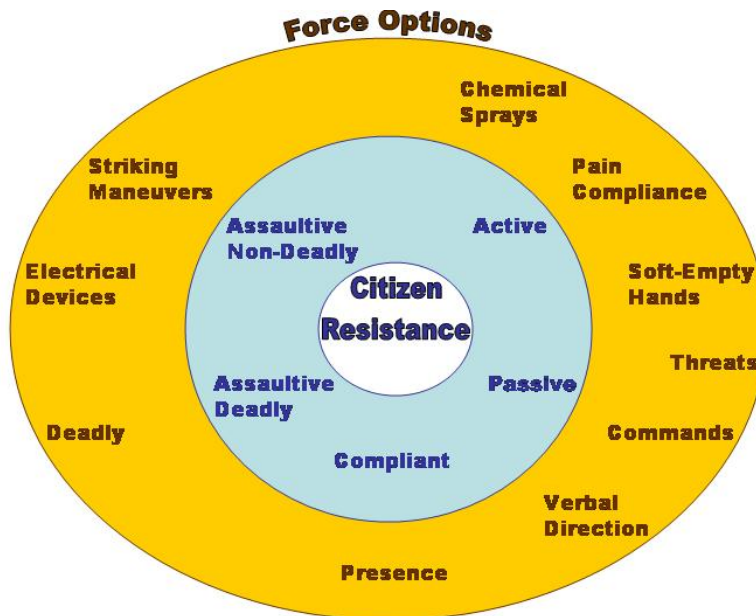 Force Options
Chemical
Sprays
Striking
Maneuvers
Pain
Compliance
Assaultive
Non-Deadly
Active
Electrical
Devices
Citizen
Resistance
Soft-Empty
Hands
Threats
Assaultive
Deadly
Passive
Deadly
Commands
Compliant
Verbal
Direction
Presence